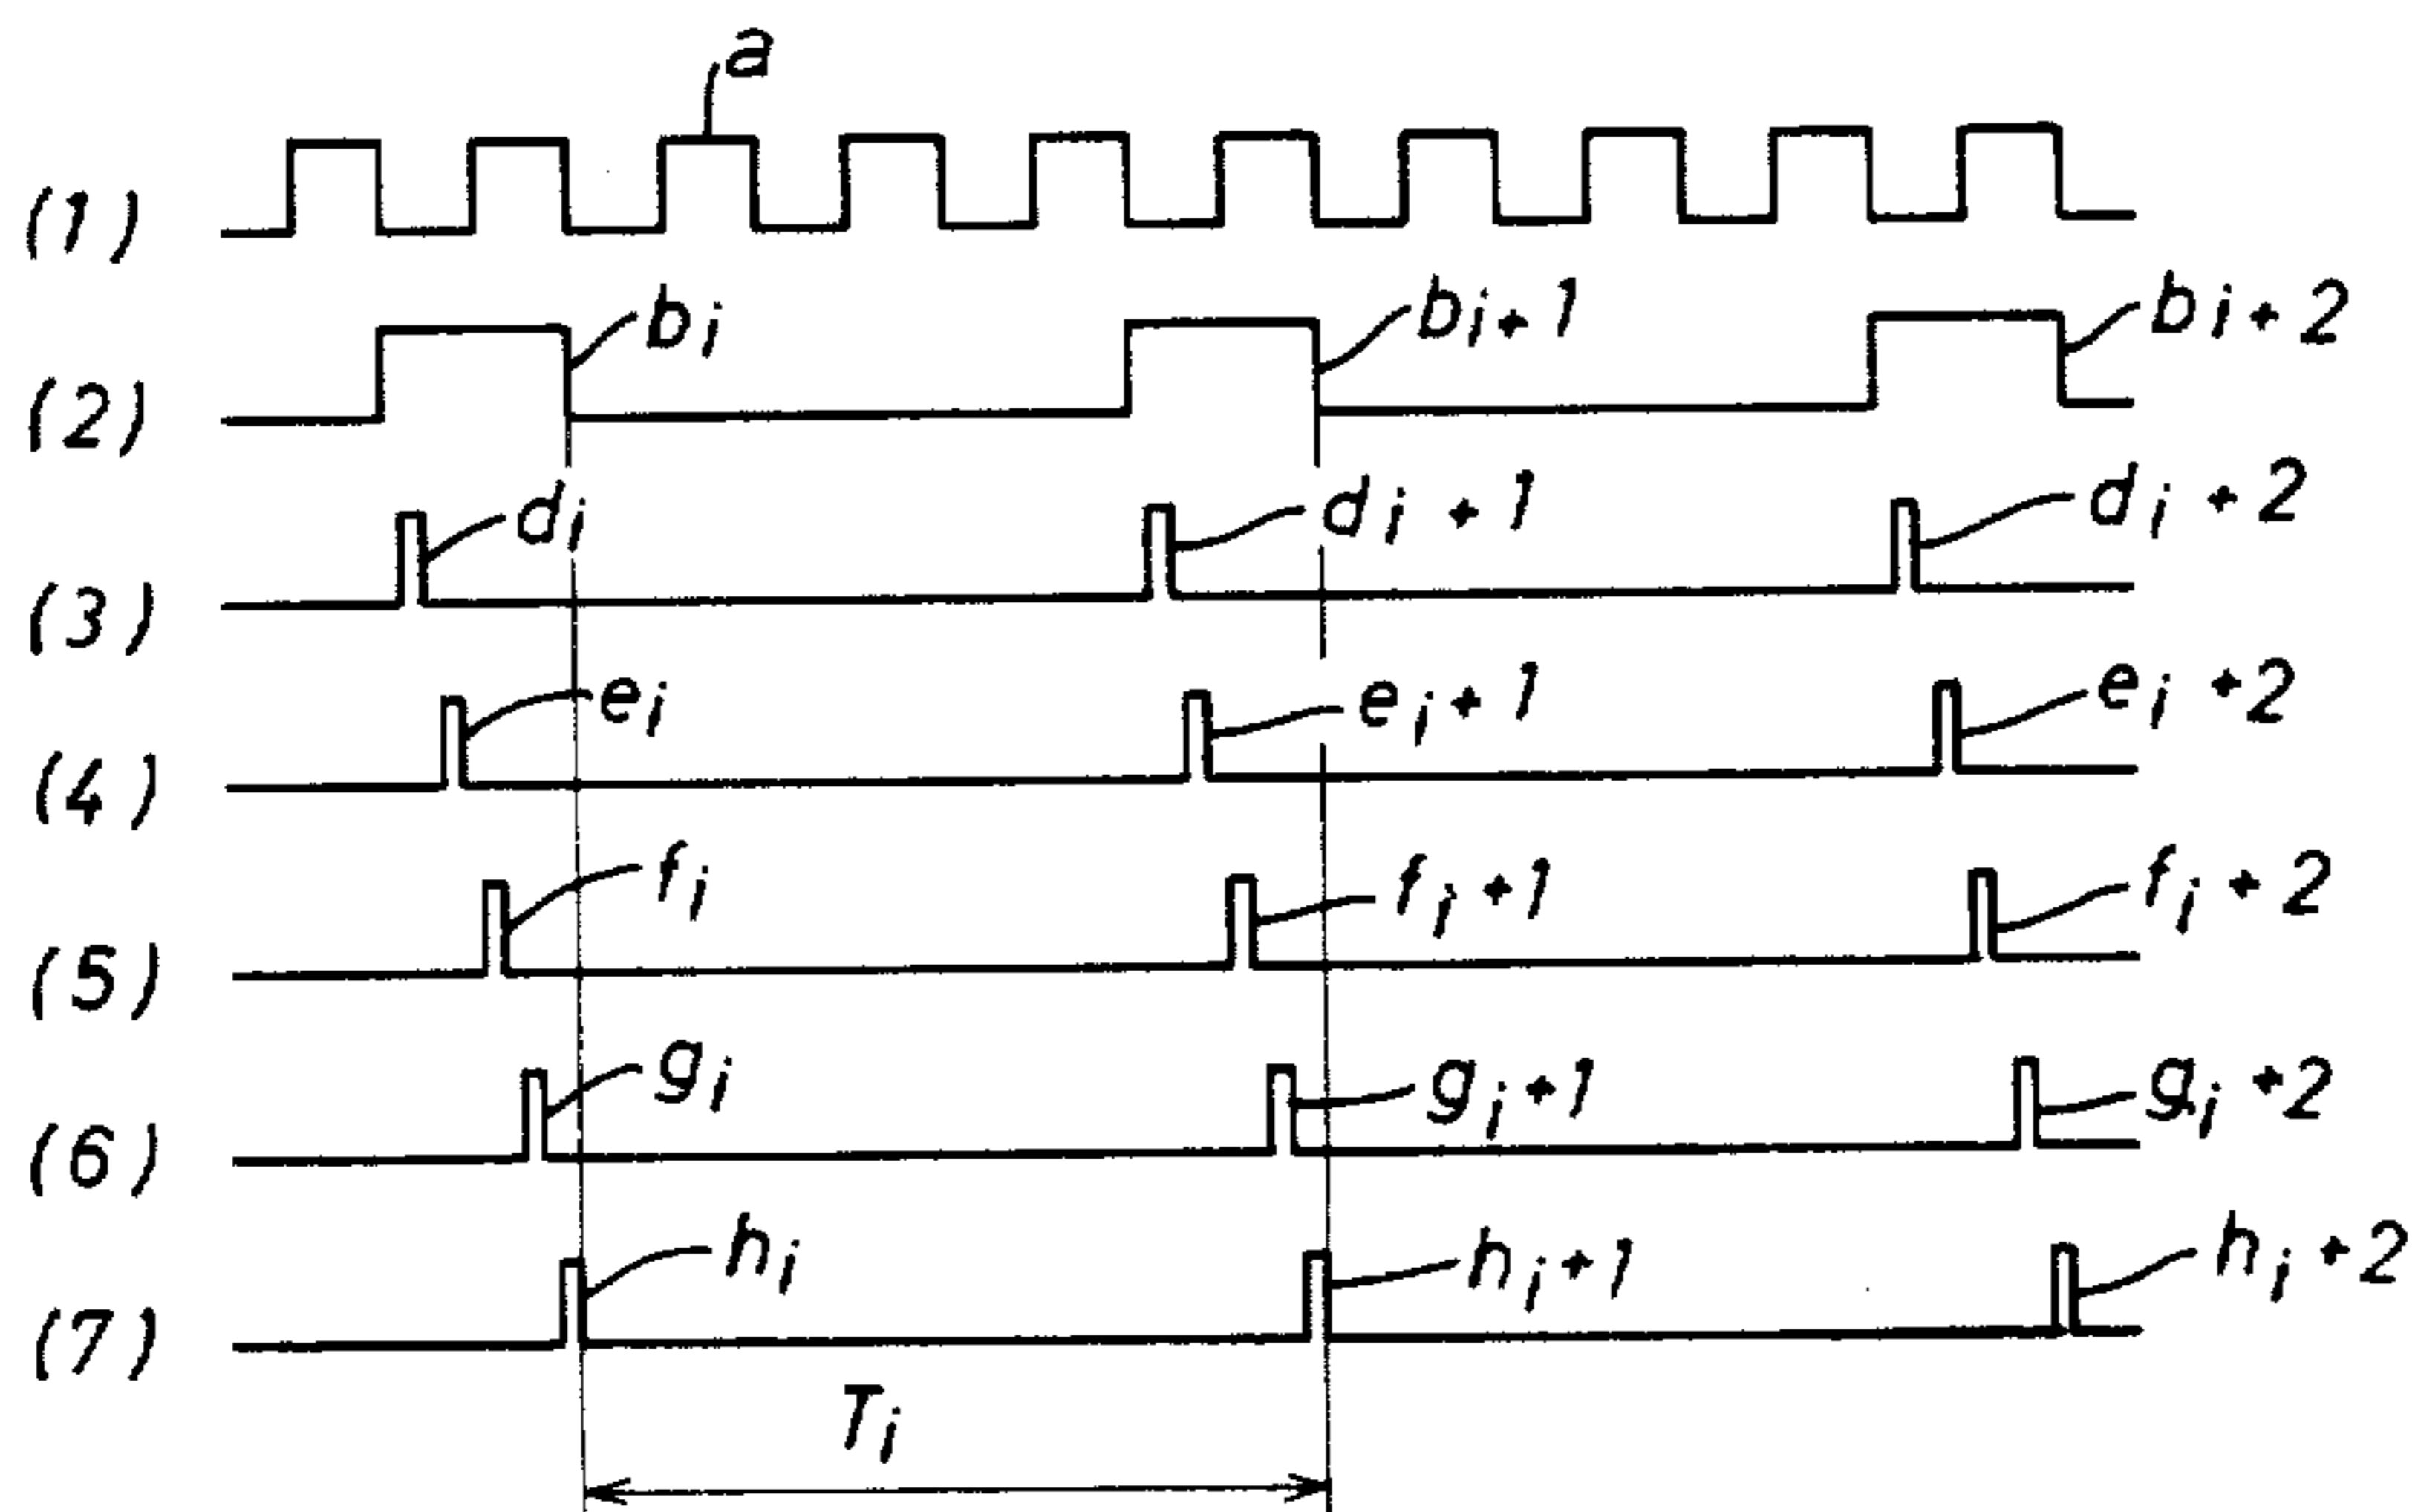 a
(1)
bi bi+1 bi+2
(2)
di di+1 di+2
(3)
ei ei+1 ei+2
(4)
fi fi+1 fi+2
(5)
gi gi+1 gi+2
(6)
hi hi+1 hi+2
(7)
Ti